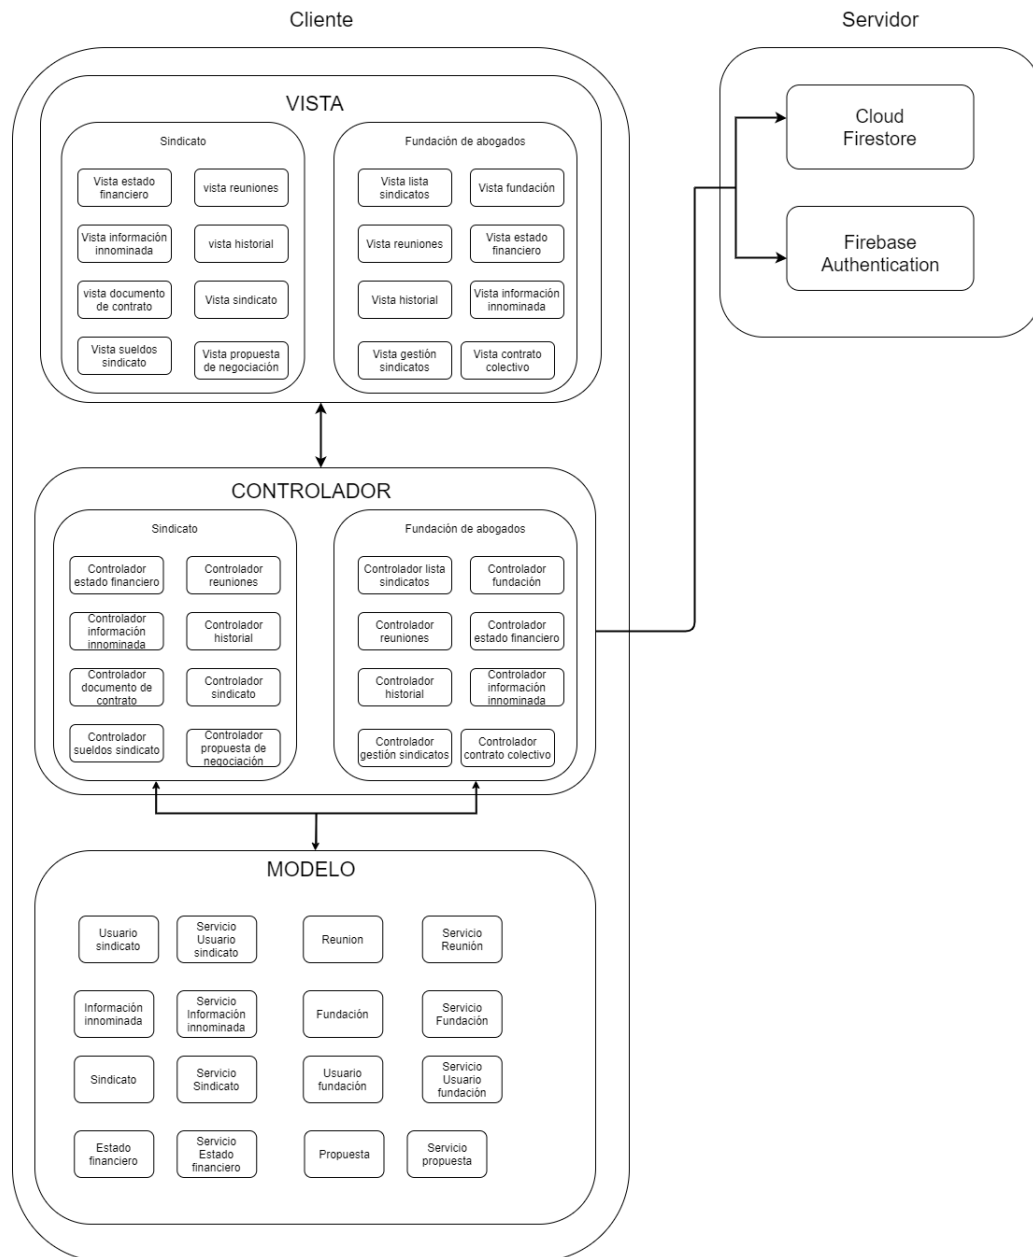 Cliente
Servidor
VISTA
Sindicato
Vista estado
financiero
vista reuniones
Vista información
innominada
vista historial
vista documento
de contrato
Vista sindicato
Vista sueldos
sindicato
Vista propuesta
de negociación
Fundación de abogados
Vista lista
sindicatos
Vista fundación
Vista reuniones
Vista estado
financiero
Vista historial
Vista información
innominada
Vista gestión
sindicatos
Vista contrato
colectivo
Cloud
Firestore
Firebase
Authentication
CONTROLADOR
Sindicato
Controlador
estado financiero
Controlador
reuniones
Controlador
información
innominada
Controlador
historial
Controlador
documento de
contrato
Controlador
sindicato
Controlador
sueldos sindicato
Controlador
propuesta de
negociación
Fundación de abogados
Controlador lista
sindicatos
Controlador
fundación
Controlador
reuniones
Controlador
estado financiero
Controlador
historial
Controlador
información
innominada
Controlador
gestión sindicatos
Controlador
contrato colectivo
MODELO
Usuario
sindicato
Servicio
Usuario
sindicato
Reunion
Servicio
Reunión
Información
innominada
Servicio
Información
innominada
Fundación
Servicio
Fundación
Sindicato
Servicio
Sindicato
Usuario
fundación
Servicio
Usuario
fundación
Estado
financiero
Servicio
Estado
financiero
Propuesta
Servicio
propuesta